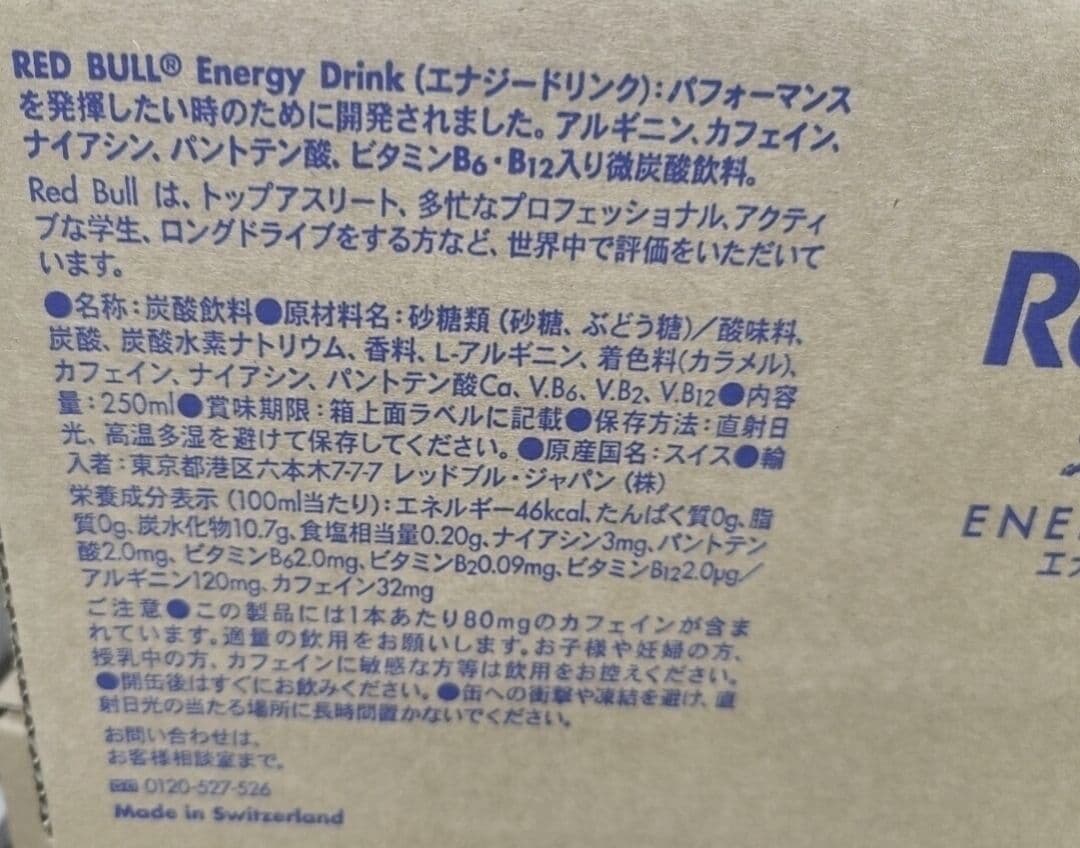 RED BULL® Energy Drink (エナジードリンク):パフォーマンス
を発揮したい時のために開発されました。アルギニン、カフェイン、
ナイアシン、パントテン酸、ビタミンB6・B12入り微炭酸飲料。
Red Bull は、トップアスリート、多忙なプロフェッショナル、アクティ
ブな学生、ロングドライブをする方など、世界中で評価をいただいて
います。
●名称:炭酸飲料●原材料名:砂糖類(砂糖、ぶどう糖)/酸味料、
炭酸、炭酸水素ナトリウム、香料、L-アルギニン、着色料(カラメル)、
カフェイン、ナイアシン、パントテン酸Ca、V.B6、V.B2、V.B12●内容
量:250ml●賞味期限:箱上面ラベルに記載●保存方法:直射日
光、高温多湿を避けて保存してください。●原産国名:スイス●輸
入者:東京都港区六本木7-7-7 レッドブル・ジャパン(株)
栄養成分表示(100ml当たり):エネルギー46kcal、たんぱく質0g、脂
質0g、炭水化物10.7g、食塩相当量0.20g、ナイアシン3mg、パントテン
酸2.0mg、ビタミンB62.0mg、ビタミンB20.09mg、ビタミンB122.0μg/
アルギニン120mg、カフェイン32mg
ご注意●この製品には1本あたり80mgのカフェインが含ま
れています。適量の飲用をお願いします。お子様や妊婦の方、
授乳中の方、カフェインに敏感な方等は飲用をお控えください。
●開缶後はすぐにお飲みください。●缶への衝撃や凍結を避け、直
射日光の当たる場所に長時間置かないでください。
お問い合わせは、
お客様相談室まで。
0120-527-526
Made in Switzerland
R
ENE
エナ